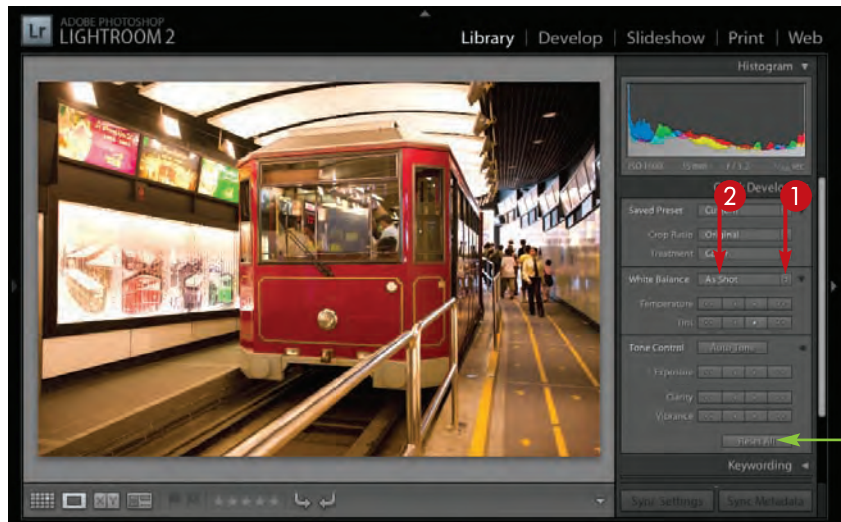 Lr
ADOBE PHOTOSHOP
LIGHTROOM 2
Library | Develop | Slideshow | Print | Web
Histogram
ISO 1600
2
1
Saved Preset
Crop Ratio Original
Treatment
White Balance As Shot
Temperature
Tint
Tone Control Auto Tone
Exposure
Clarity
Vibrance
Reset All
Keywording
X Y
Sync Settings Sync Metadata